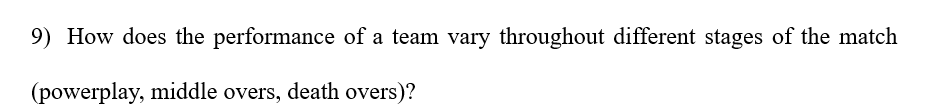 9) How does the performance of a team vary throughout different stages of the match
(powerplay, middle overs, death overs)?